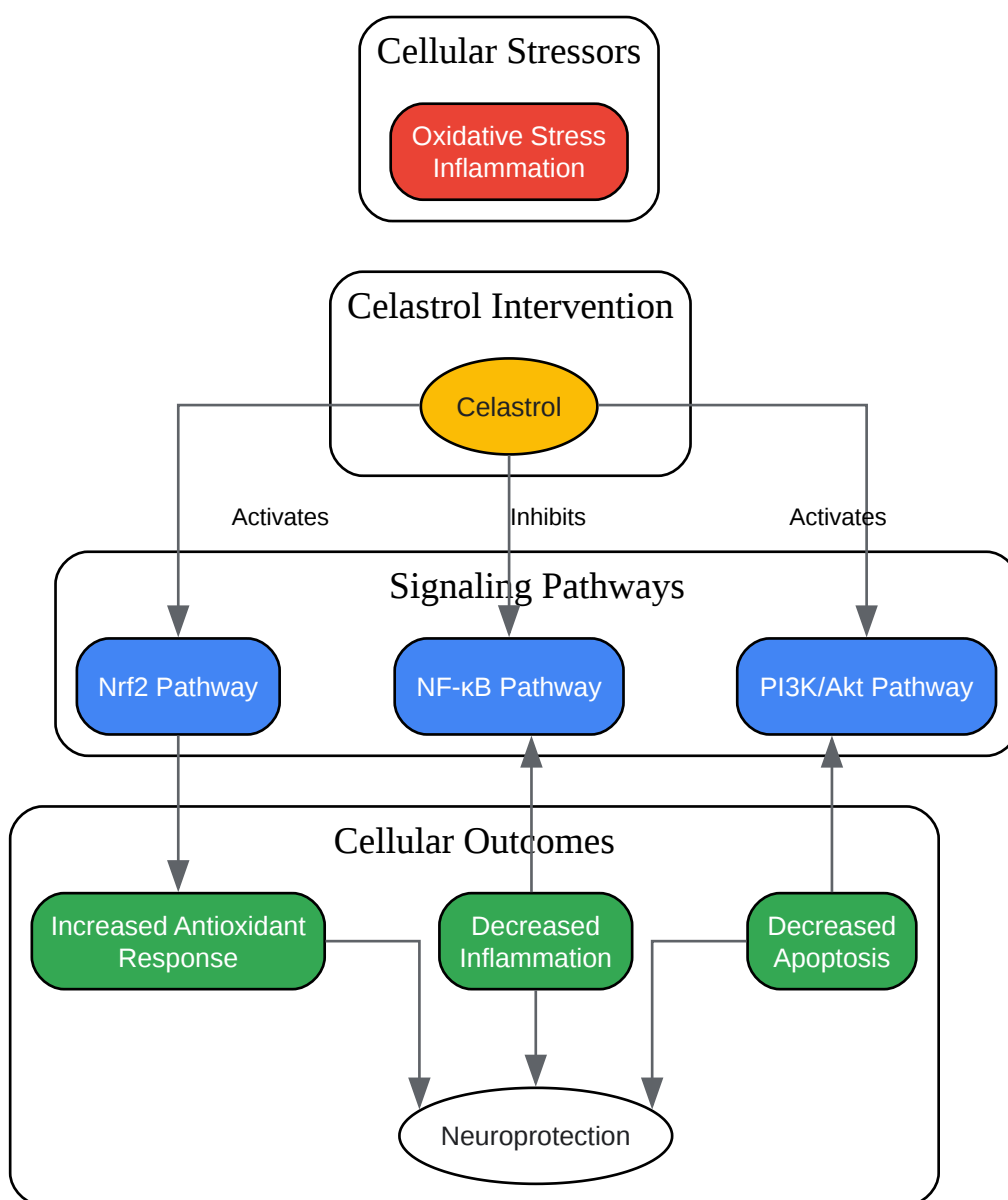 Cellular Stressors
Oxidative Stress
Inflammation
Celastrol Intervention
Celastrol
Activates
Inhibits
Activates
Signaling Pathways
Nrf2 Pathway
NF-κB Pathway
PI3K/Akt Pathway
Cellular Outcomes
Increased Antioxidant
Response
Decreased
Inflammation
Decreased
Apoptosis
Neuroprotection